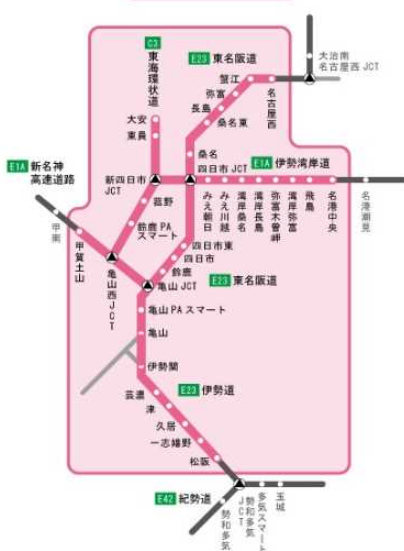 E23 東名阪道
C3
東海環状道
大治南
名古屋西 JCT
蟹江
弥富
名古屋西
長島
桑名東
大安
東員
桑名
四日市 JCT
E1A 伊勢湾岸道
E1A 新名神
高速道路
新四日市
JCT
菰野
鈴鹿 PA
スマート
みえ朝日
みえ川越
湾岸桑名
湾岸長島
弥富木曽岬
湾岸弥富
飛島
名港中央
名港潮見
甲南
甲賀土山
四日市東
四日市
鈴鹿
亀山西JCT
亀山 JCT
E23 東名阪道
亀山 PA スマート
亀山
伊勢関
芸濃
E23 伊勢道
津
久居
一志嬉野
松阪
E42 紀勢道
勢和多気
勢和多気
JCT
多気スマート
玉城